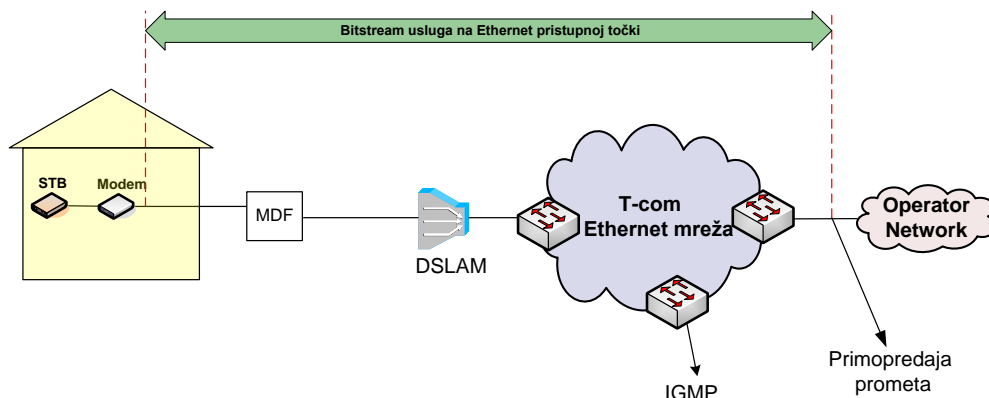 Bitstream usluga na Ethernet pristupnoj točki
STB
Modem
MDF
DSLAM
T-com
Ethernet mreža
Operator
Network
IGMP
Primopredaja
prometa